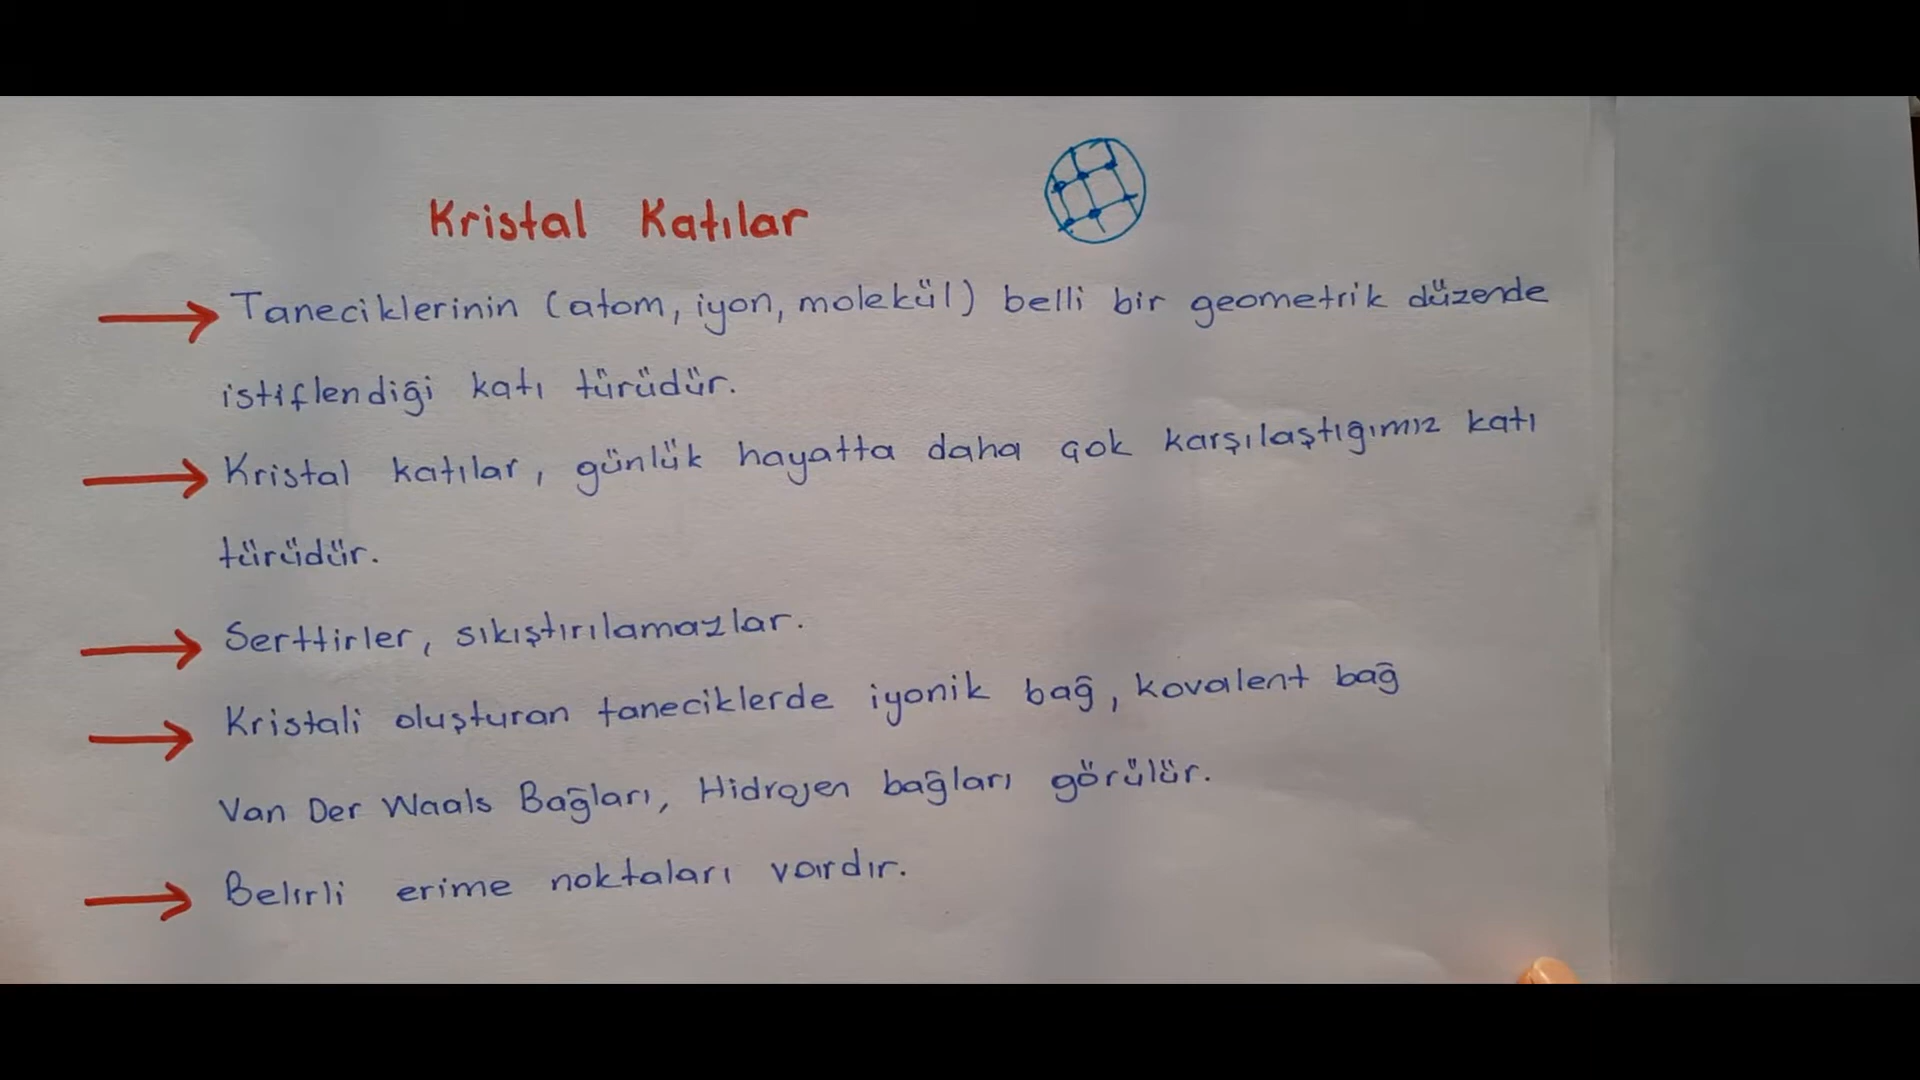 Kristal Katılar
Taneciklerinin (atom, iyon, molekül) belli bir geometrik düzende
istiflendiği katı türüdür.
Kristal katılar, günlük hayatta daha çok karşılaştığımız katı
türüdür.
Serttirler, sıkıştırılamazlar.
Kristali oluşturan taneciklerde iyonik bağ, kovalent bağ
Van Der Waals Bağları, Hidrojen bağları görülür.
Belirli erime noktaları vardır.